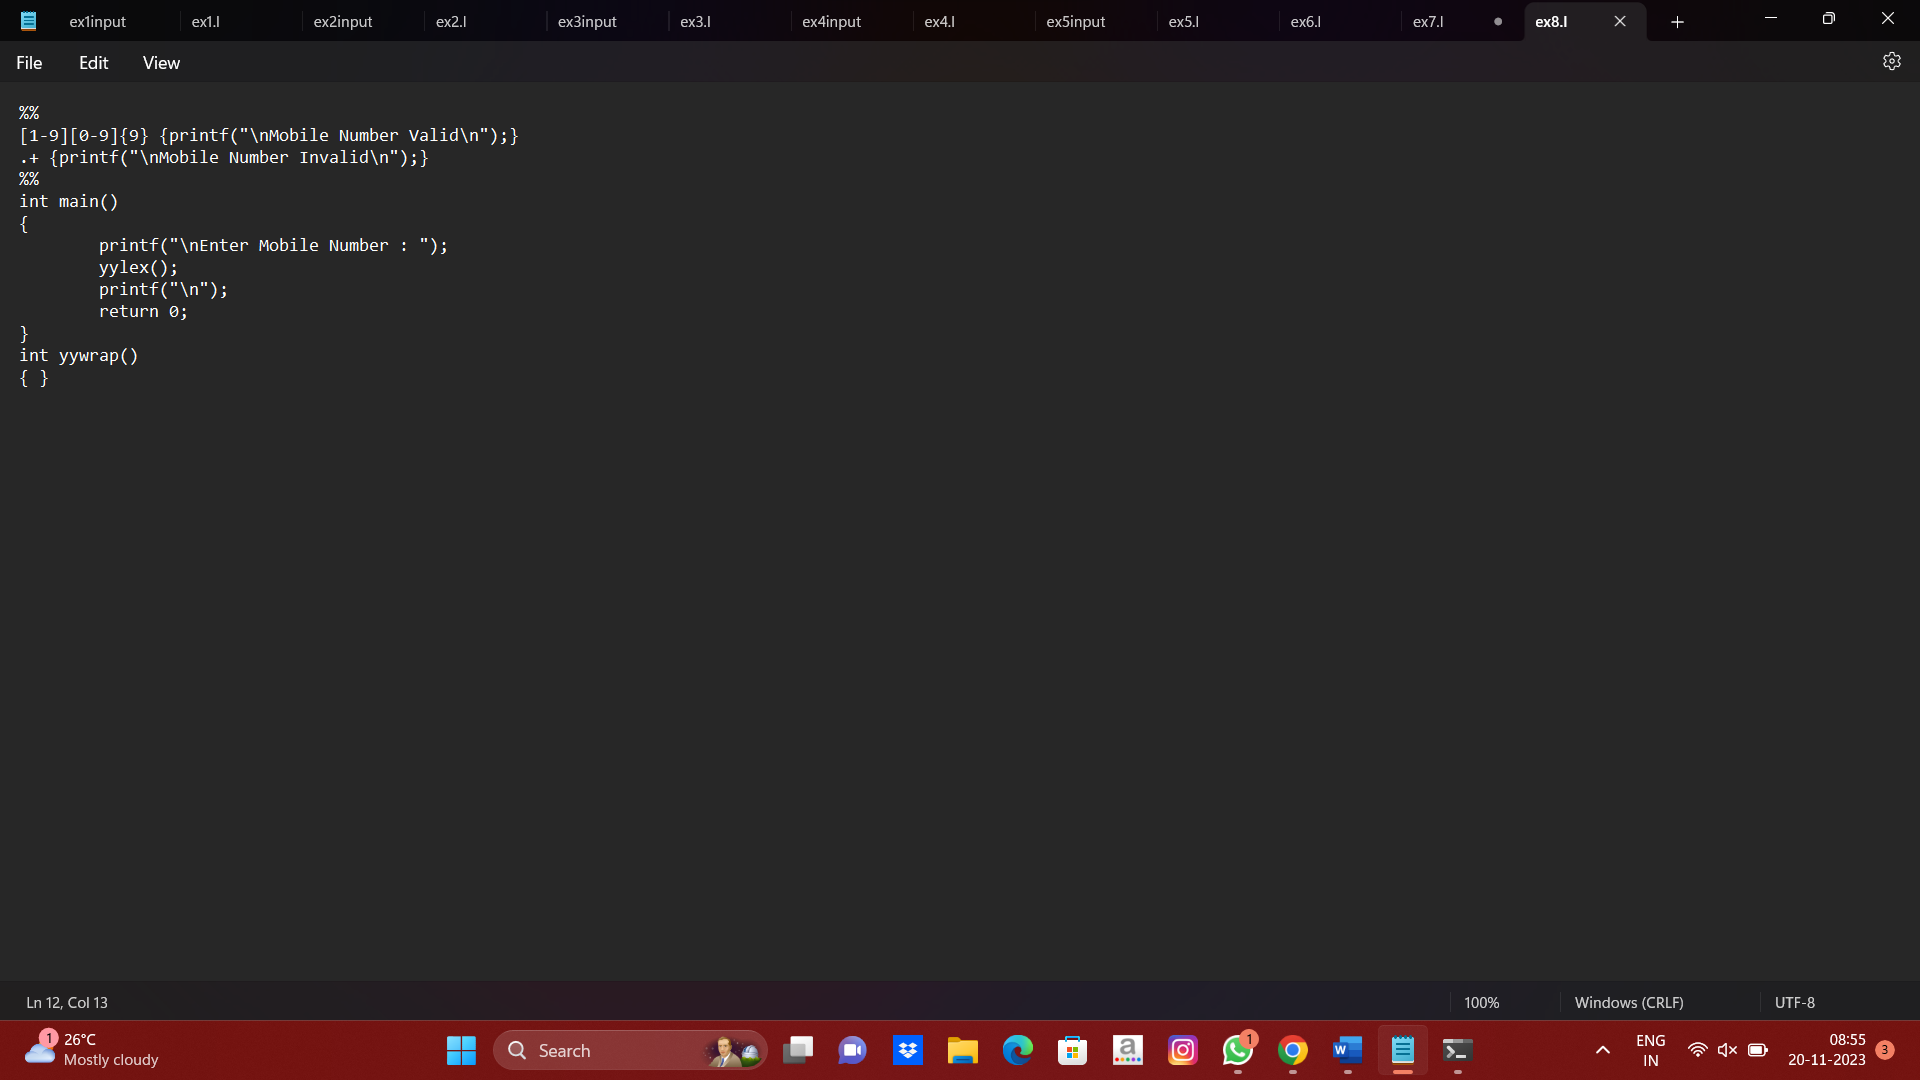 ex1input ex1.l ex2input ex2.l ex3input ex3.l ex4input ex4.l ex5input ex5.l ex6.l ex7.l ex8.l
File Edit View
%%
[1-9][0-9]{9} {printf("\nMobile Number Valid\n");}
.+ {printf("\nMobile Number Invalid\n");}
%%
int main()
{
        printf("\nEnter Mobile Number : ");
        yylex();
        printf("\n");
        return 0;
}
int yywrap()
{ }
Ln 12, Col 13 100% Windows (CRLF) UTF-8
1 26°C
Mostly cloudy
Search
a
1
W
ENG
IN
08:55
20-11-2023
3